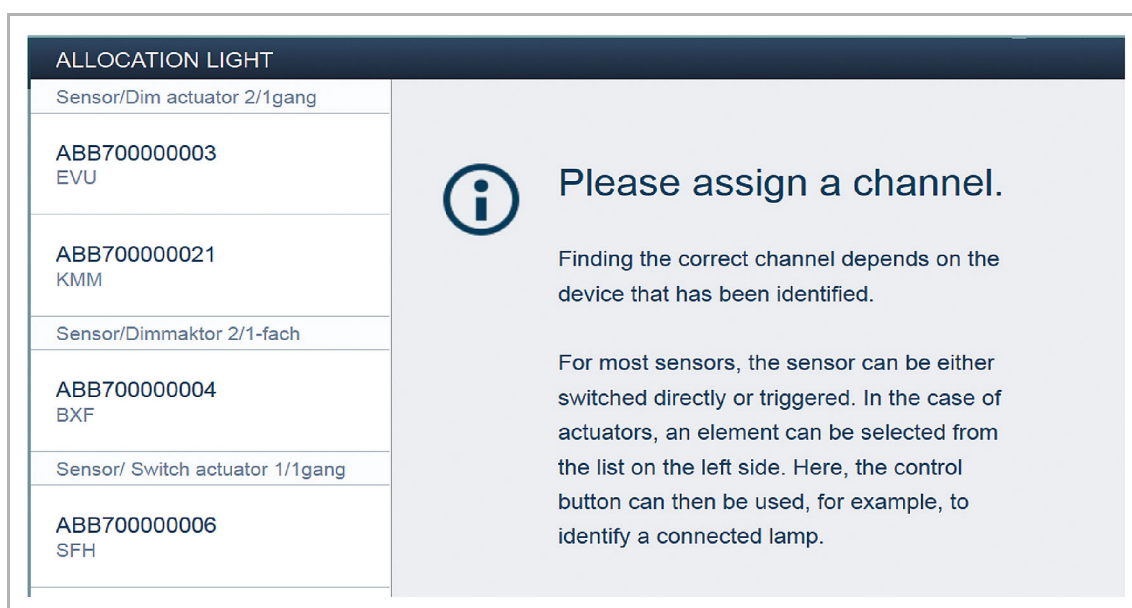 ALLOCATION LIGHT
Sensor/Dim actuator 2/1gang
ABB700000003
EVU
ABB700000021
KMM
Sensor/Dimmaktor 2/1-fach
ABB700000004
BXF
Sensor/ Switch actuator 1/1gang
ABB700000006
SFH
Please assign a channel.
Finding the correct channel depends on the
device that has been identified.
For most sensors, the sensor can be either
switched directly or triggered. In the case of
actuators, an element can be selected from
the list on the left side. Here, the control
button can then be used, for example, to
identify a connected lamp.